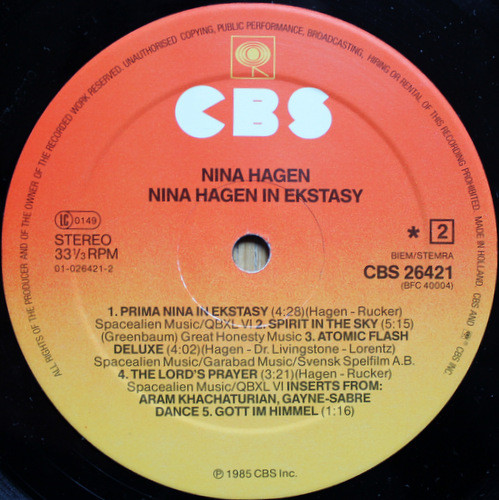 ALL RIGHTS OF THE PRODUCER AND OF THE OWNER OF THE RECORDED WORK RESERVED. UNAUTHORISED COPYING, PUBLIC PERFORMANCE, BROADCASTING, HIRING OR RENTAL OF THIS RECORDING PROHIBITED. MADE IN HOLLAND. CBS AND ARE TM OF CBS INC.
CBS
NINA HAGEN
NINA HAGEN IN EKSTASY
LC 0149
STEREO
33⅓ RPM
01-026421-2
* 2
BIEM/STEMRA
CBS 26421
(BFC 40004)
1. PRIMA NINA IN EKSTASY (4:28)(Hagen - Rucker)
Spacealien Music/QBXL VI 2. SPIRIT IN THE SKY (5:15)
(Greenbaum) Great Honesty Music 3. ATOMIC FLASH
DELUXE (4:02)(Hagen - Dr. Livingstone - Lorentz)
Spacealien Music/Garabad Music/Svensk Spelfilm A.B.
4. THE LORD'S PRAYER (3:21)(Hagen - Rucker)
Spacealien Music/QBXL VI INSERTS FROM:
ARAM KHACHATURIAN, GAYNE-SABRE
DANCE 5. GOTT IM HIMMEL (1:16)
℗ 1985 CBS Inc.